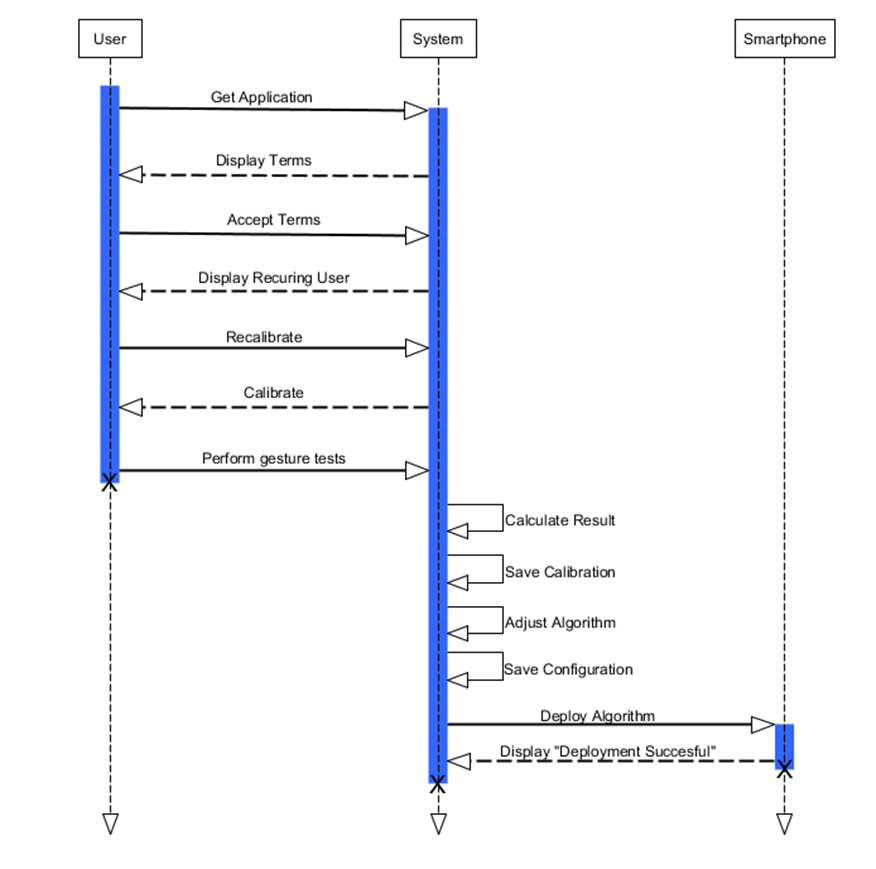 User
System
Smartphone
Get Application
Display Terms
Accept Terms
Display Recuring User
Recalibrate
Calibrate
Perform gesture tests
X
Calculate Result
Save Calibration
Adjust Algorithm
Save Configuration
Deploy Algorithm
Display "Deployment Succesful"
X
X